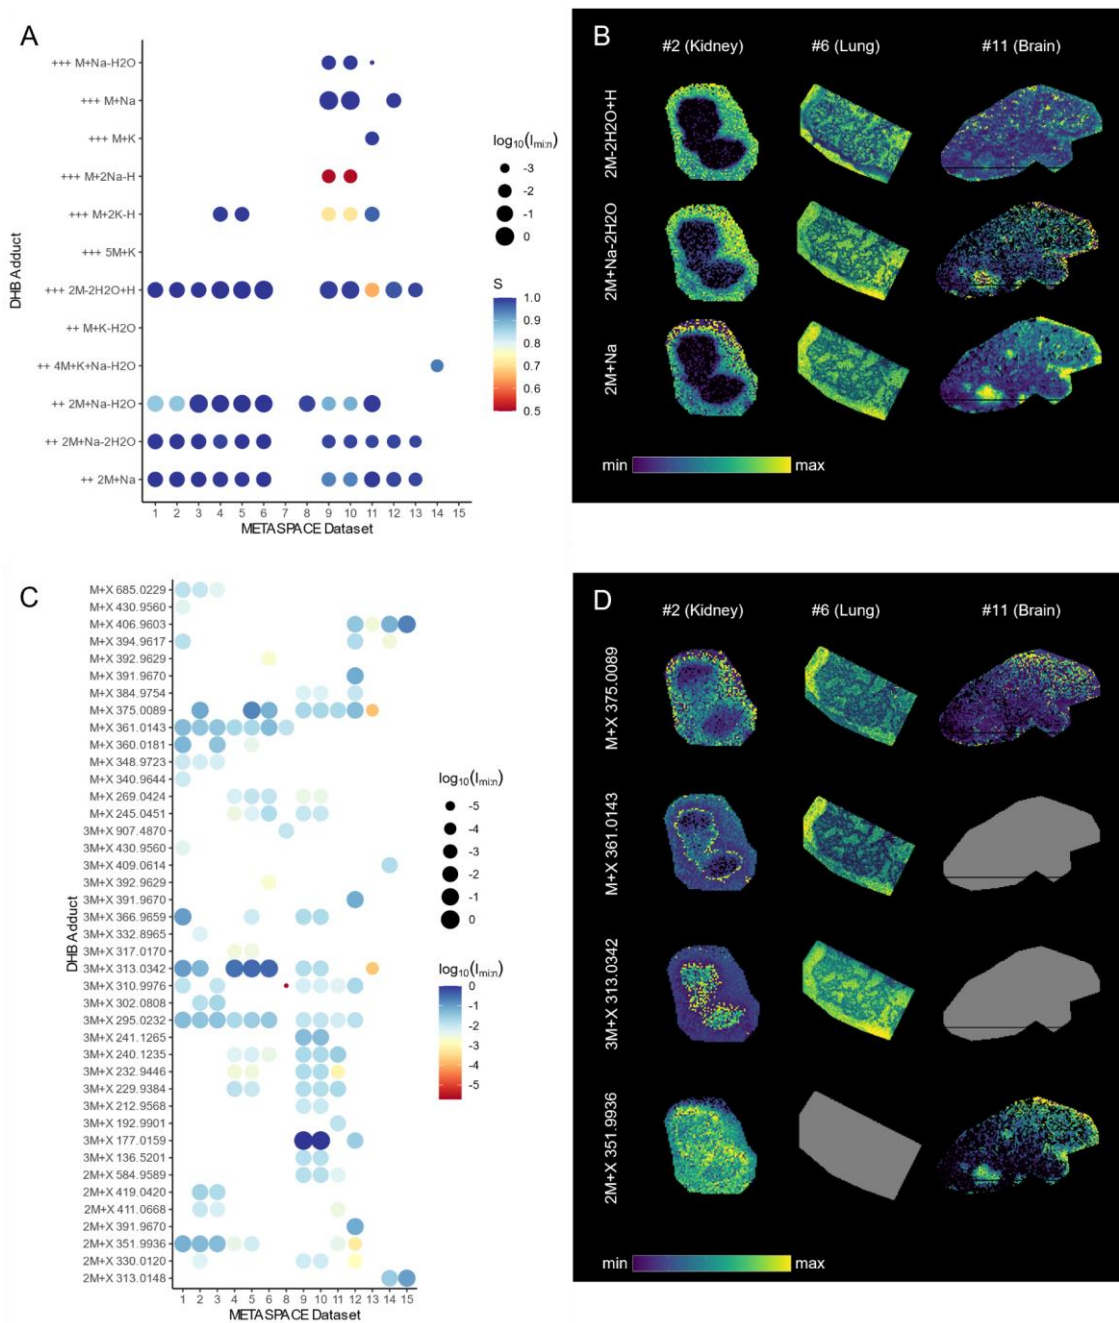 A
+++ M+Na-H2O
+++ M+Na
+++ M+K
+++ M+2Na-H
+++ M+2K-H
+++ 5M+K
+++ 2M-2H2O+H
++ M+K-H2O
++ 4M+K+Na-H2O
++ 2M+Na-H2O
++ 2M+Na-2H2O
++ 2M+Na
DHB Adduct
1 2 3 4 5 6 7 8 9 10 11 12 13 14 15
METASPACE Dataset
log10(Imi:n)
-3
-2
-1
0
S
1.0
0.9
0.8
0.7
0.6
0.5
B
#2 (Kidney) #6 (Lung) #11 (Brain)
2M-2H2O+H
2M+Na-2H2O
2M+Na
min max
C
M+X 685.0229
M+X 430.9560
M+X 406.9603
M+X 394.9617
M+X 392.9629
M+X 391.9670
M+X 384.9754
M+X 375.0089
M+X 361.0143
M+X 360.0181
M+X 348.9723
M+X 340.9644
M+X 269.0424
M+X 245.0451
3M+X 907.4870
3M+X 430.9560
3M+X 409.0614
3M+X 392.9629
3M+X 391.9670
3M+X 366.9659
3M+X 332.8965
3M+X 317.0170
3M+X 313.0342
3M+X 310.9976
3M+X 302.0808
3M+X 295.0232
3M+X 241.1265
3M+X 240.1235
3M+X 232.9446
3M+X 229.9384
3M+X 212.9568
3M+X 192.9901
3M+X 177.0159
3M+X 136.5201
2M+X 584.9589
2M+X 419.0420
2M+X 411.0668
2M+X 391.9670
2M+X 351.9936
2M+X 330.0120
2M+X 313.0148
DHB Adduct
1 2 3 4 5 6 7 8 9 10 11 12 13 14 15
METASPACE Dataset
log10(Imi:n)
-5
-4
-3
-2
-1
0
log10(Imi:n)
0
-1
-2
-3
-4
-5
D
#2 (Kidney) #6 (Lung) #11 (Brain)
M+X 375.0089
M+X 361.0143
3M+X 313.0342
2M+X 351.9936
min max